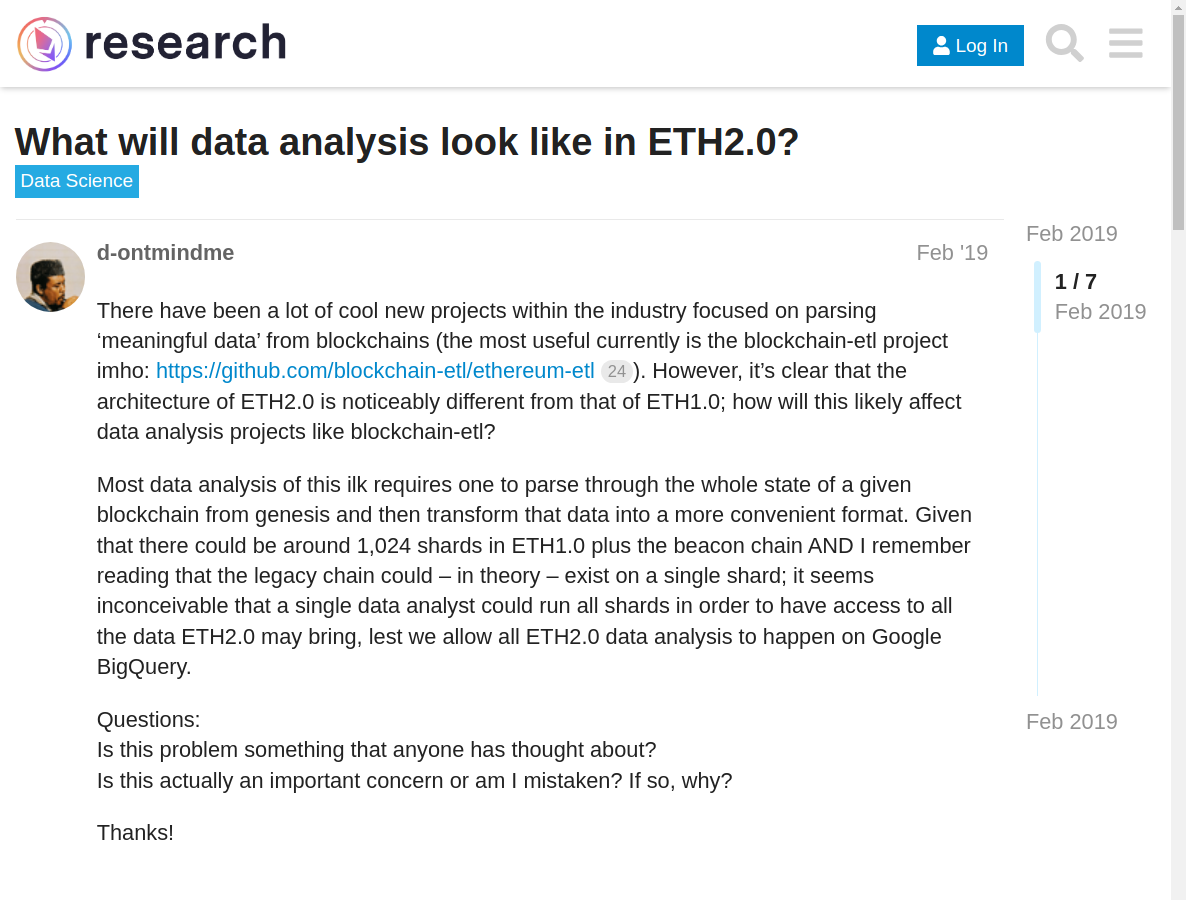 research
Log In
What will data analysis look like in ETH2.0?
Data Science
Feb 2019
d-ontmindme
Feb '19
1 / 7
Feb 2019
There have been a lot of cool new projects within the industry focused on parsing
‘meaningful data’ from blockchains (the most useful currently is the blockchain-etl project
imho: https://github.com/blockchain-etl/ethereum-etl 24). However, it’s clear that the
architecture of ETH2.0 is noticeably different from that of ETH1.0; how will this likely affect
data analysis projects like blockchain-etl?
Most data analysis of this ilk requires one to parse through the whole state of a given
blockchain from genesis and then transform that data into a more convenient format. Given
that there could be around 1,024 shards in ETH1.0 plus the beacon chain AND I remember
reading that the legacy chain could – in theory – exist on a single shard; it seems
inconceivable that a single data analyst could run all shards in order to have access to all
the data ETH2.0 may bring, lest we allow all ETH2.0 data analysis to happen on Google
BigQuery.
Questions:
Feb 2019
Is this problem something that anyone has thought about?
Is this actually an important concern or am I mistaken? If so, why?
Thanks!